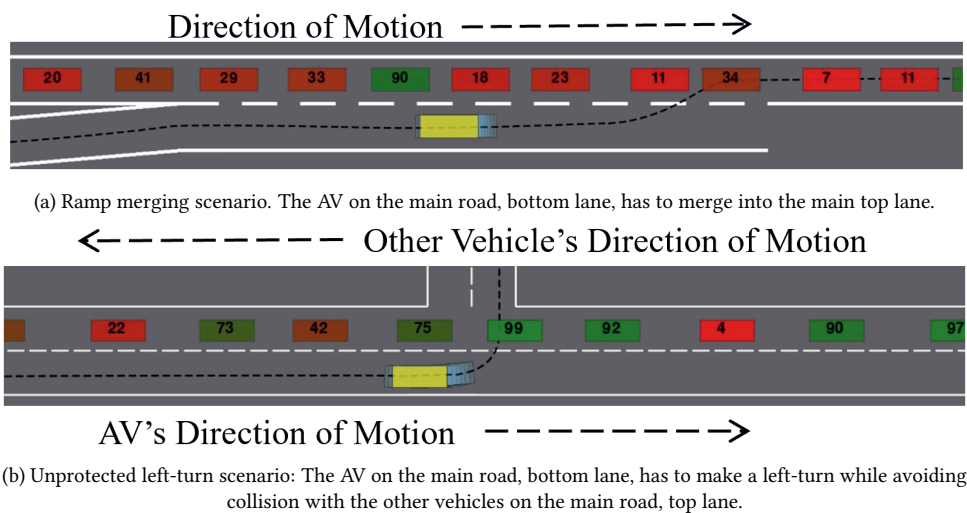 Direction of Motion
20 41 29 33 90 18 23 11 34 7 11
(a) Ramp merging scenario. The AV on the main road, bottom lane, has to merge into the main top lane.
Other Vehicle's Direction of Motion
22 73 42 75 99 92 4 90 97
AV's Direction of Motion
(b) Unprotected left-turn scenario: The AV on the main road, bottom lane, has to make a left-turn while avoiding
collision with the other vehicles on the main road, top lane.